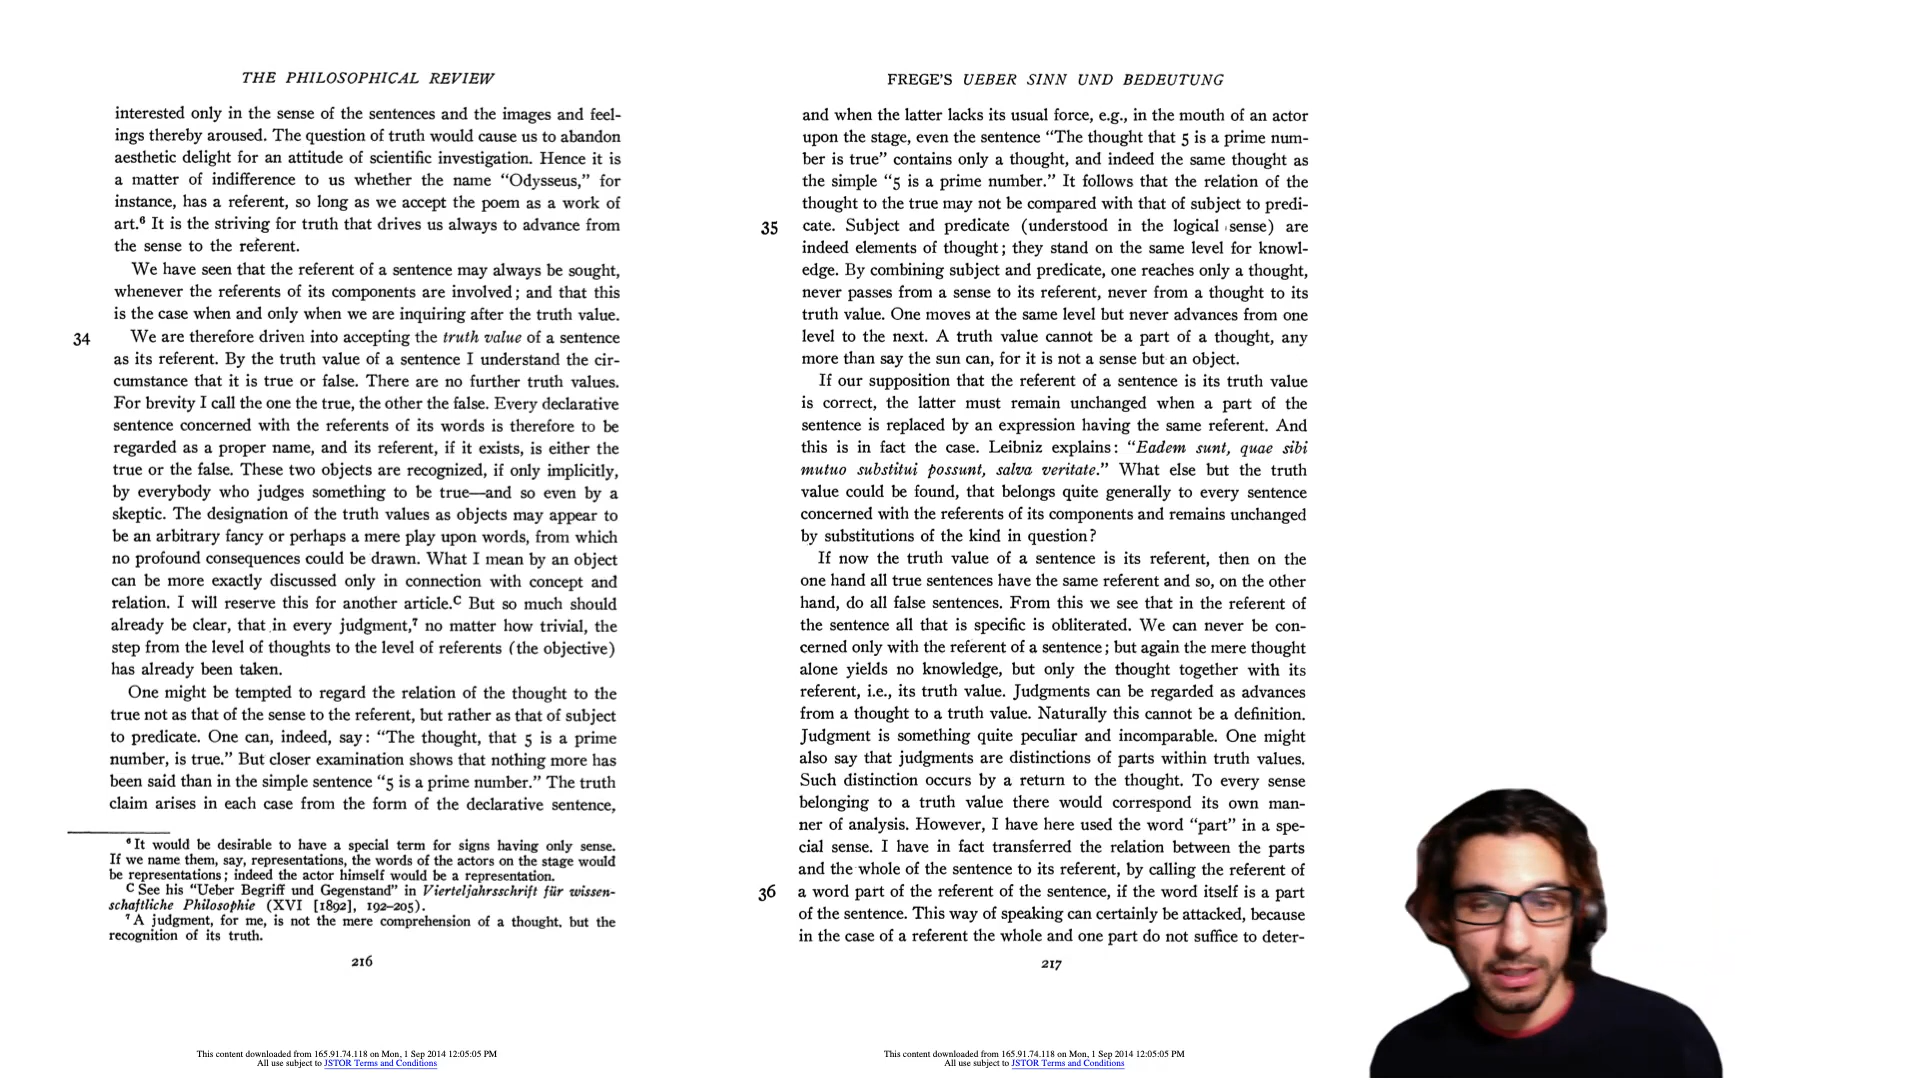 THE PHILOSOPHICAL REVIEW
interested only in the sense of the sentences and the images and feel-
ings thereby aroused. The question of truth would cause us to abandon
aesthetic delight for an attitude of scientific investigation. Hence it is
a matter of indifference to us whether the name “Odysseus,” for
instance, has a referent, so long as we accept the poem as a work of
art.⁶ It is the striving for truth that drives us always to advance from
the sense to the referent.
We have seen that the referent of a sentence may always be sought,
whenever the referents of its components are involved; and that this
is the case when and only when we are inquiring after the truth value.
34 We are therefore driven into accepting the truth value of a sentence
as its referent. By the truth value of a sentence I understand the cir-
cumstance that it is true or false. There are no further truth values.
For brevity I call the one the true, the other the false. Every declarative
sentence concerned with the referents of its words is therefore to be
regarded as a proper name, and its referent, if it exists, is either the
true or the false. These two objects are recognized, if only implicitly,
by everybody who judges something to be true—and so even by a
skeptic. The designation of the truth values as objects may appear to
be an arbitrary fancy or perhaps a mere play upon words, from which
no profound consequences could be drawn. What I mean by an object
can be more exactly discussed only in connection with concept and
relation. I will reserve this for another article.ᶜ But so much should
already be clear, that in every judgment,⁷ no matter how trivial, the
step from the level of thoughts to the level of referents (the objective)
has already been taken.
One might be tempted to regard the relation of the thought to the
true not as that of the sense to the referent, but rather as that of subject
to predicate. One can, indeed, say: “The thought, that 5 is a prime
number, is true.” But closer examination shows that nothing more has
been said than in the simple sentence “5 is a prime number.” The truth
claim arises in each case from the form of the declarative sentence,
⁶ It would be desirable to have a special term for signs having only sense.
If we name them, say, representations, the words of the actors on the stage would
be representations; indeed the actor himself would be a representation.
ᶜ See his “Ueber Begriff und Gegenstand” in Vierteljahrsschrift für wissen-
schaftliche Philosophie (XVI [1892], 192–205).
⁷ A judgment, for me, is not the mere comprehension of a thought, but the
recognition of its truth.
216
This content downloaded from 165.91.74.118 on Mon, 1 Sep 2014 12:05:05 PM
All use subject to JSTOR Terms and Conditions
FREGE'S UEBER SINN UND BEDEUTUNG
and when the latter lacks its usual force, e.g., in the mouth of an actor
upon the stage, even the sentence “The thought that 5 is a prime num-
ber is true” contains only a thought, and indeed the same thought as
the simple “5 is a prime number.” It follows that the relation of the
thought to the true may not be compared with that of subject to predi-
35 cate. Subject and predicate (understood in the logical sense) are
indeed elements of thought; they stand on the same level for knowl-
edge. By combining subject and predicate, one reaches only a thought,
never passes from a sense to its referent, never from a thought to its
truth value. One moves at the same level but never advances from one
level to the next. A truth value cannot be a part of a thought, any
more than say the sun can, for it is not a sense but an object.
If our supposition that the referent of a sentence is its truth value
is correct, the latter must remain unchanged when a part of the
sentence is replaced by an expression having the same referent. And
this is in fact the case. Leibniz explains: “Eadem sunt, quae sibi
mutuo substitui possunt, salva veritate.” What else but the truth
value could be found, that belongs quite generally to every sentence
concerned with the referents of its components and remains unchanged
by substitutions of the kind in question?
If now the truth value of a sentence is its referent, then on the
one hand all true sentences have the same referent and so, on the other
hand, do all false sentences. From this we see that in the referent of
the sentence all that is specific is obliterated. We can never be con-
cerned only with the referent of a sentence; but again the mere thought
alone yields no knowledge, but only the thought together with its
referent, i.e., its truth value. Judgments can be regarded as advances
from a thought to a truth value. Naturally this cannot be a definition.
Judgment is something quite peculiar and incomparable. One might
also say that judgments are distinctions of parts within truth values.
Such distinction occurs by a return to the thought. To every sense
belonging to a truth value there would correspond its own man-
ner of analysis. However, I have here used the word “part” in a spe-
cial sense. I have in fact transferred the relation between the parts
and the whole of the sentence to its referent, by calling the referent of
36 a word part of the referent of the sentence, if the word itself is a part
of the sentence. This way of speaking can certainly be attacked, because
in the case of a referent the whole and one part do not suffice to deter-
217
This content downloaded from 165.91.74.118 on Mon, 1 Sep 2014 12:05:05 PM
All use subject to JSTOR Terms and Conditions